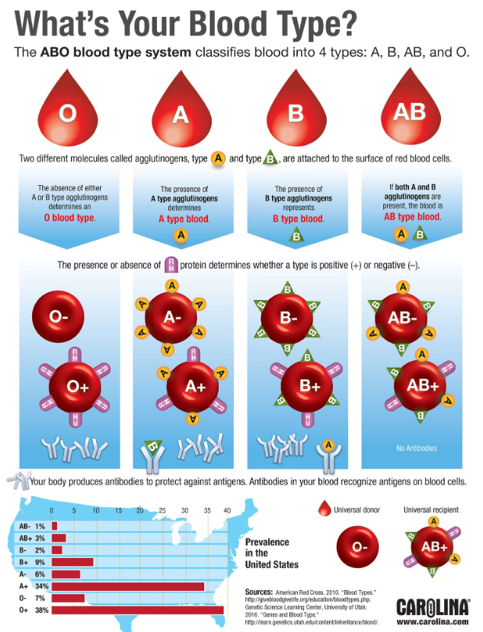 What's Your Blood Type?
The ABO blood type system classifies blood into 4 types: A, B, AB, and O.
O
A
B
AB
Two different molecules called agglutinogens, type A and type B, are attached to the surface of red blood cells.
The absence of either
A or B type agglutinogens
determines an
O blood type.
The presence of
A type agglutinogens
determines
A type blood.
A
The presence of
B type agglutinogens
represents
B type blood.
B
If both A and B
agglutinogens are
present, the blood is
AB type blood.
A B
The presence or absence of RH protein determines whether a type is positive (+) or negative (–).
O-
A-
B-
AB-
O+
A+
B+
AB+
B
A
No Antibodies
Your body produces antibodies to protect against antigens. Antibodies in your blood recognize antigens on blood cells.
0 5 10 15 20 25 30 35 40
AB- 1%
AB+ 3%
B- 2%
B+ 9%
A- 6%
A+ 34%
O- 7%
O+ 38%
Prevalence
in the
United States
Universal donor
O-
Universal recipient
AB+
Sources: American Red Cross. 2010. "Blood Types."
http://givebloodgivelife.org/education/bloodtypes.php.
Genetic Science Learning Center, University of Utah.
2016. "Genes and Blood Type."
http://learn.genetics.utah.edu/content/inheritance/blood/.
CAROLINA®
www.carolina.com